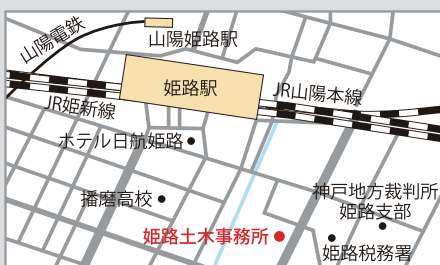 山陽電鉄
山陽姫路駅
姫路駅
JR姫新線
JR山陽本線
ホテル日航姫路
播磨高校
神戸地方裁判所
姫路支部
姫路土木事務所
姫路税務署